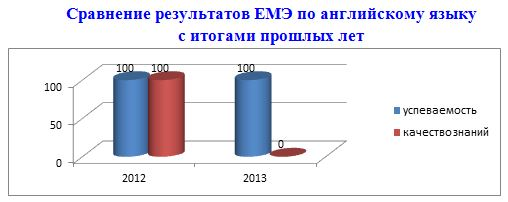 Сравнение результатов ЕМЭ по английскому языку
с итогами прошлых лет
100 100 100
100
50
0
0
2012 2013
успеваемость
качествознаний